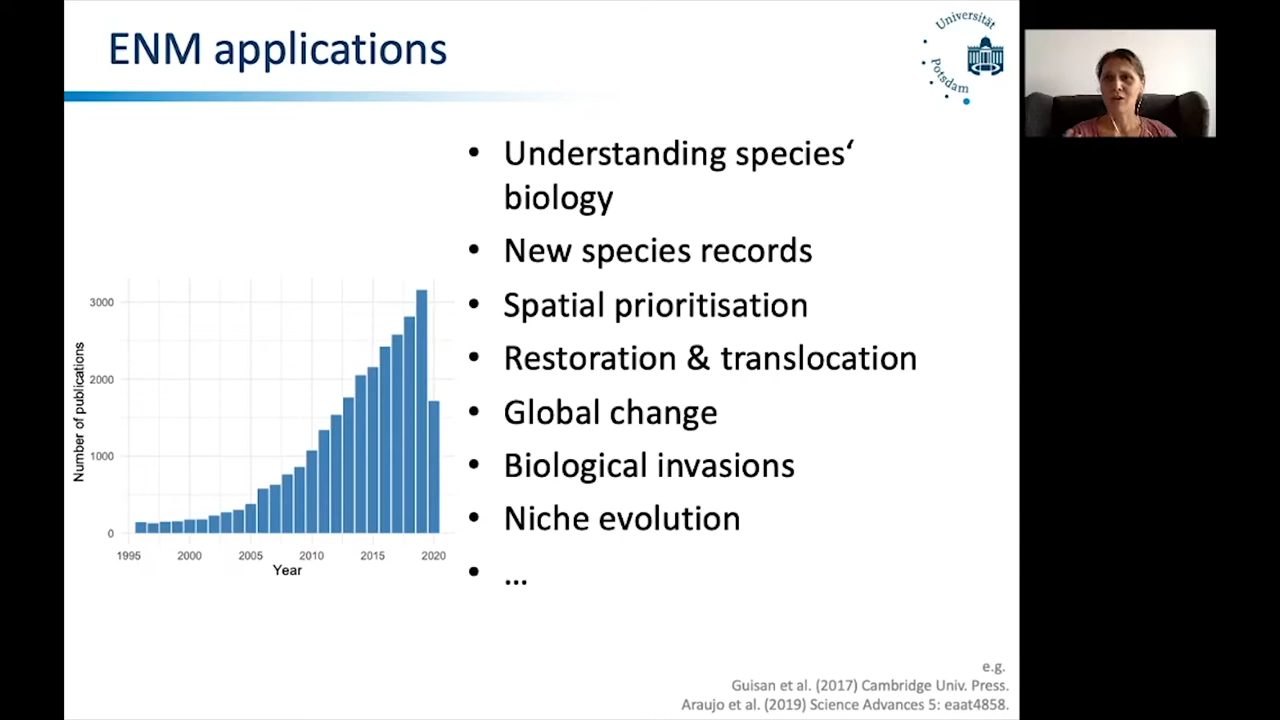 ENM applications
Universität
Potsdam
• Understanding species‘
biology
• New species records
• Spatial prioritisation
• Restoration & translocation
• Global change
• Biological invasions
• Niche evolution
• ...
3000
2000
1000
0
Number of publications
1995 2000 2005 2010 2015 2020
Year
e.g.
Guisan et al. (2017) Cambridge Univ. Press.
Araujo et al. (2019) Science Advances 5: eaat4858.